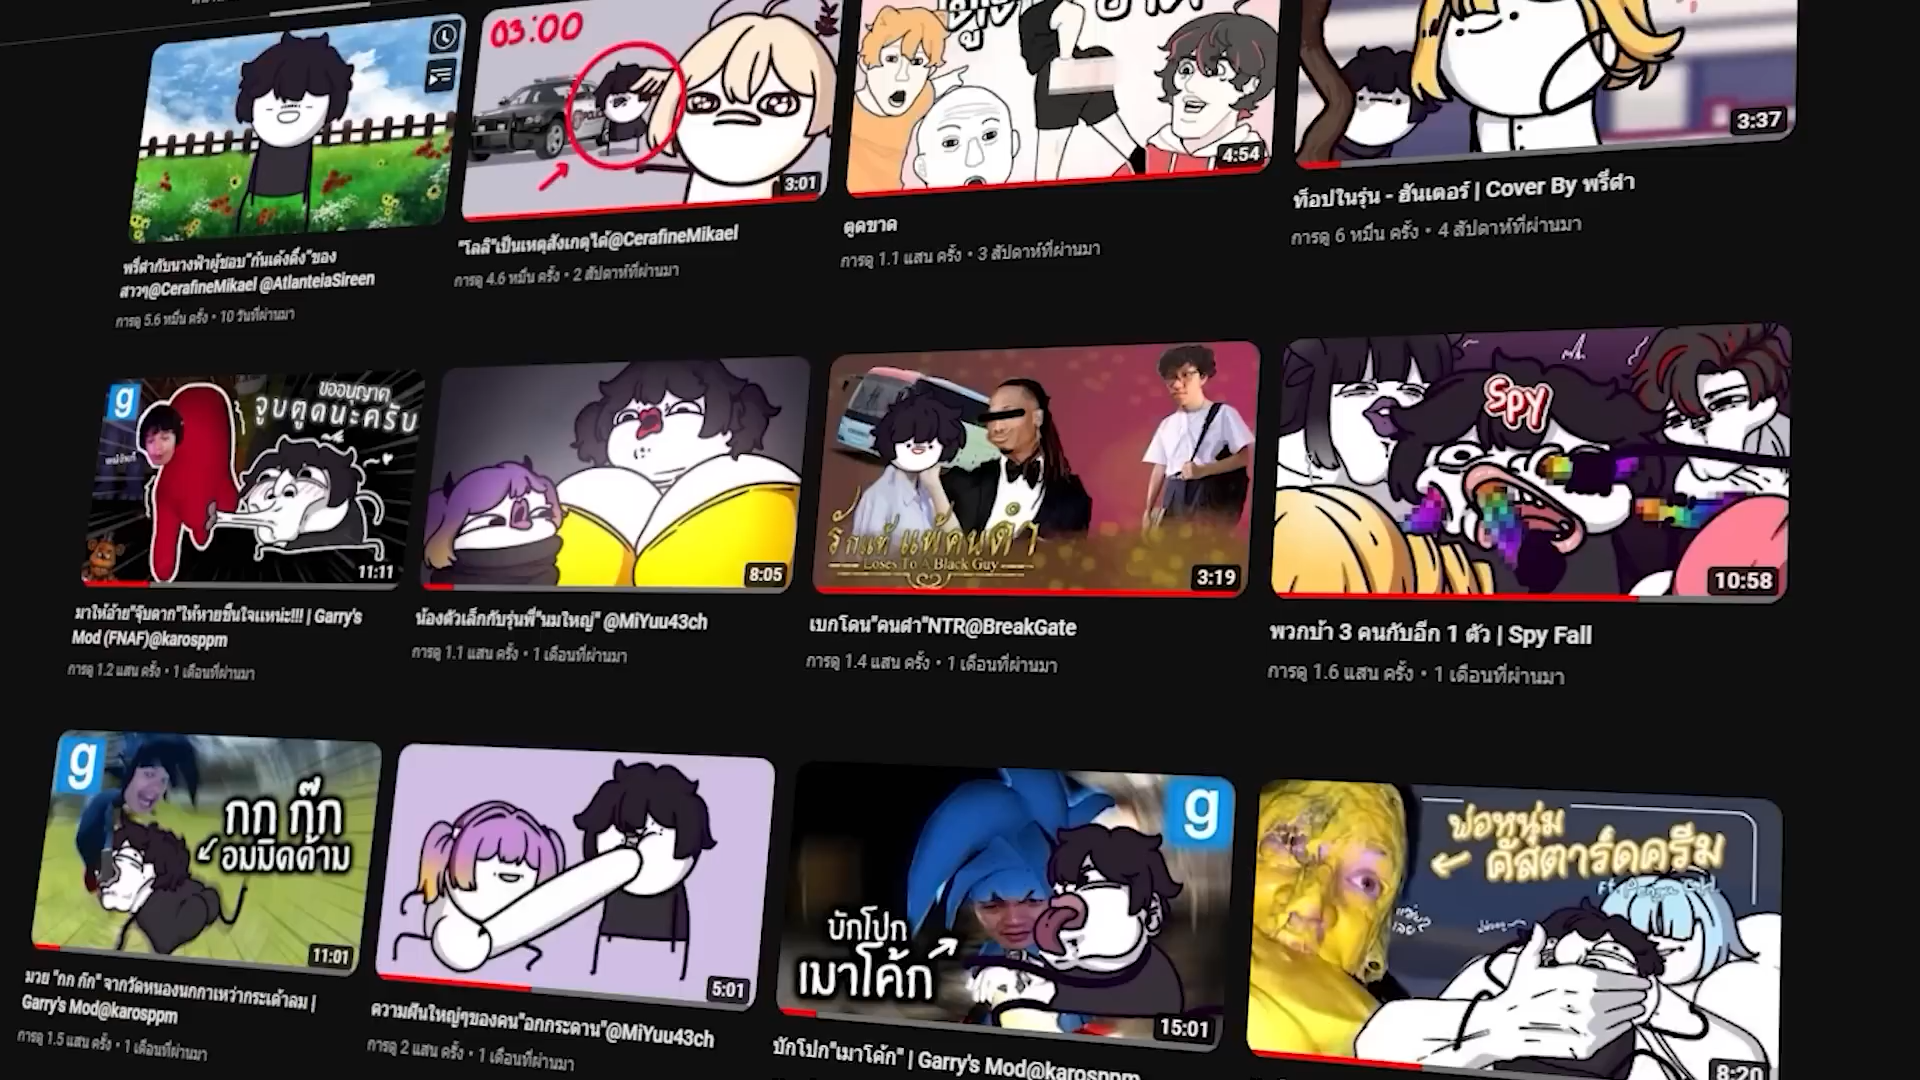 03:00
3:01
4:54
3:37
พรี่ดำกับนางฟ้าผู้ชอบ"กันเด้งดึ๋ง"ของ
สาวๆ@CerafineMikael @AtlanteiaSireen
การดู 5.6 หมื่น ครั้ง • 10 วันที่ผ่านมา
"โลลิ"เป็นเหตุสังเกตุได้@CerafineMikael
การดู 4.6 หมื่น ครั้ง • 2 สัปดาห์ที่ผ่านมา
ตูดขาด
การดู 1.1 แสน ครั้ง • 3 สัปดาห์ที่ผ่านมา
ท็อปในรุ่น - ฮันเตอร์ | Cover By พรี่ดำ
การดู 6 หมื่น ครั้ง • 4 สัปดาห์ที่ผ่านมา
g
ขออนุญาต
จูบตูดนะครับ
11:11
8:05
รักแท้ แพ้คนดำ
Loses To A Black Guy
3:19
Spy
10:58
มาให้อ้าย"จุ๊บดาก"ให้หายขื่นใจแหน่ะ!!! | Garry's
Mod (FNAF)@karosppm
การดู 1.2 แสน ครั้ง • 1 เดือนที่ผ่านมา
น้องตัวเล็กกับรุ่นพี่"นมใหญ่" @MiYuu43ch
การดู 1.1 แสน ครั้ง • 1 เดือนที่ผ่านมา
เบกโดน"คนดำ"NTR@BreakGate
การดู 1.4 แสน ครั้ง • 1 เดือนที่ผ่านมา
พวกบ้า 3 คนกับอีก 1 ตัว | Spy Fall
การดู 1.6 แสน ครั้ง • 1 เดือนที่ผ่านมา
g
กก กิ๊ก
อมมิดด้าม
11:01
5:01
g
บักโปก
เมาโค้ก
15:01
พ่อหนุ่ม
คัสตาร์ดครีม
8:20
มวย "กก กิ๊ก" จากวัดหนองนกกาเหว่ากระเด้าลม |
Garry's Mod@karosppm
การดู 1.5 แสน ครั้ง • 1 เดือนที่ผ่านมา
ความฝันใหญ่ๆของคน"อกกระดาน"@MiYuu43ch
การดู 2 แสน ครั้ง • 1 เดือนที่ผ่านมา
บักโปก"เมาโค้ก" | Garry's Mod@karosppm